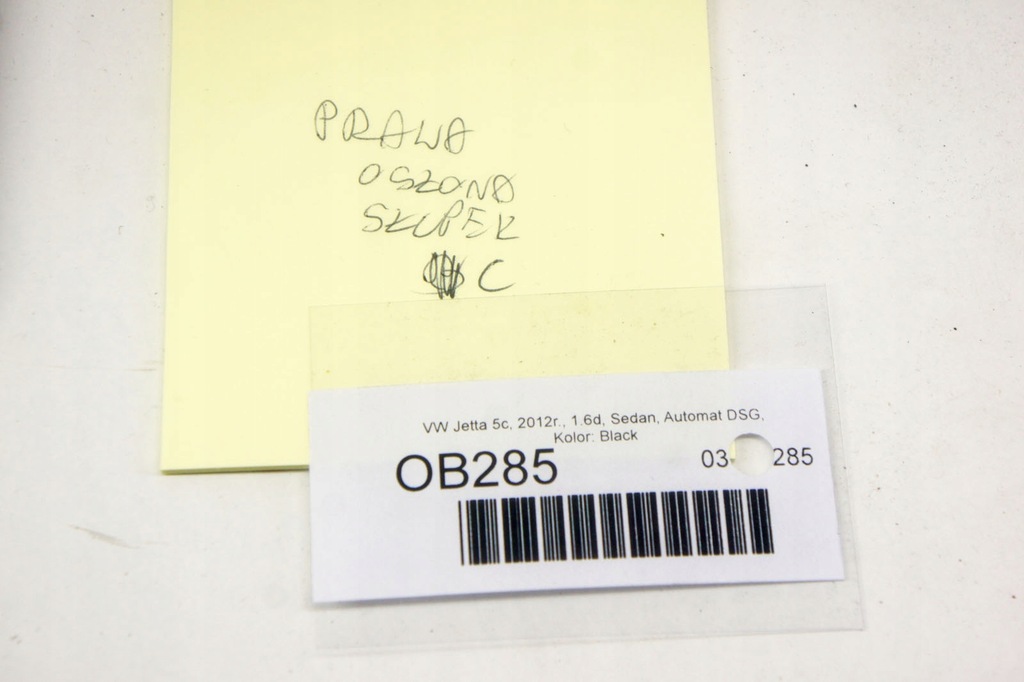 PRAWA
OSŁONA
SŁUPEK
C
VW Jetta 5c, 2012r., 1.6d, Sedan, Automat DSG,
Kolor: Black
OB285
03 285